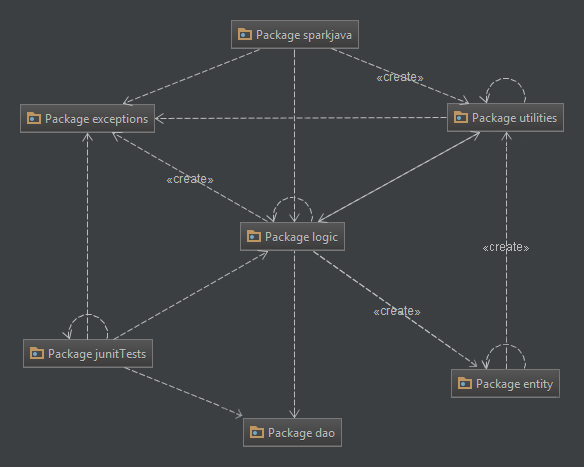 Package sparkjava
«create»
Package exceptions
Package utilities
«create»
Package logic
«create»
«create»
Package junitTests
Package entity
Package dao